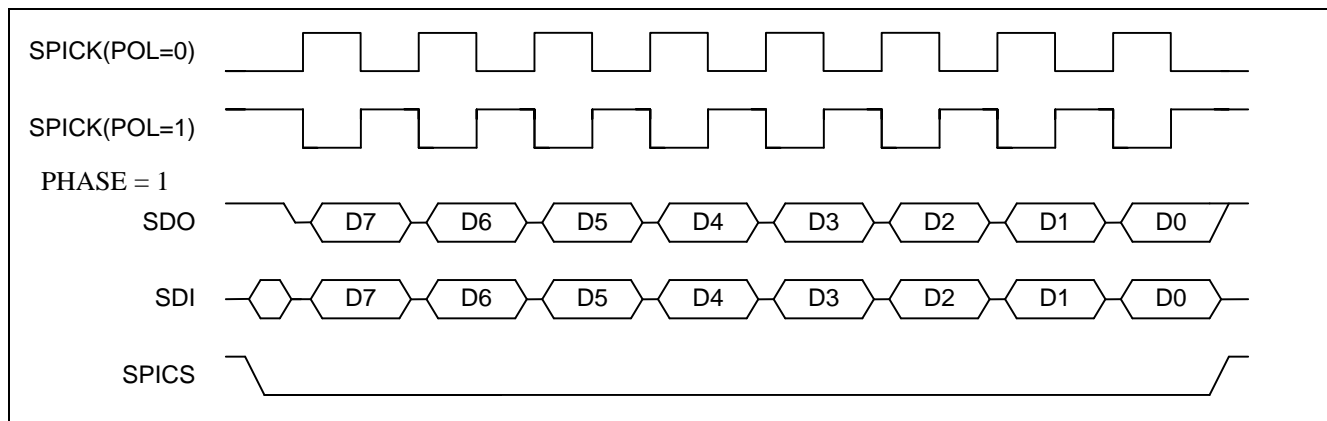 SPICK(POL=0)
SPICK(POL=1)
PHASE = 1
SDO D7 D6 D5 D4 D3 D2 D1 D0
SDI D7 D6 D5 D4 D3 D2 D1 D0
SPICS